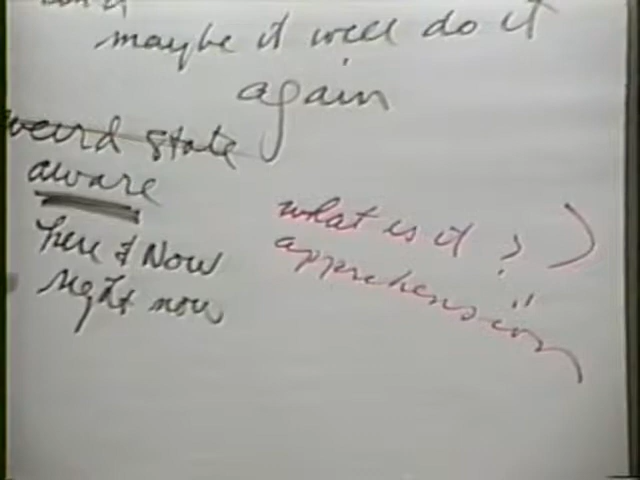 maybe it will do it
again
weird state
aware
here & Now
right now
what is it ? )
apprehension "